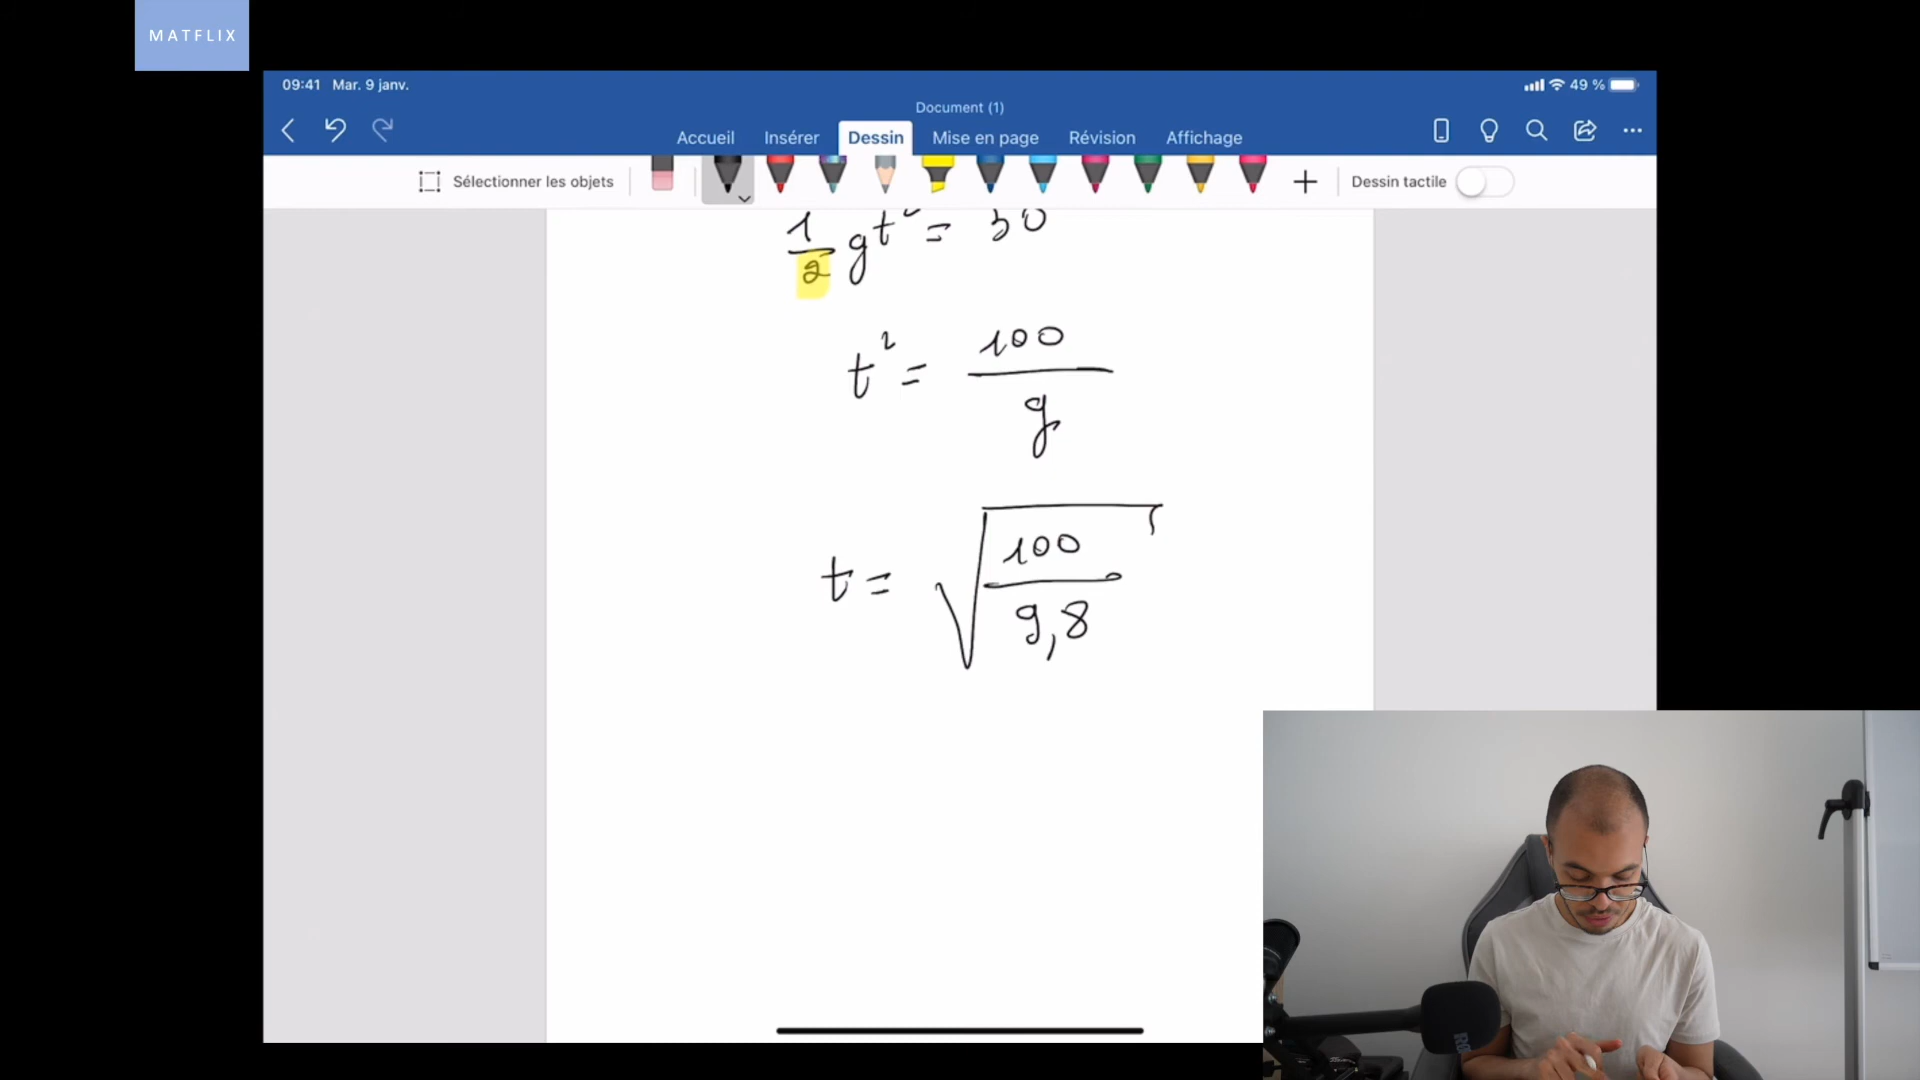 MATFLIX
09:41 Mar. 9 janv.
49 %
Document (1)
Accueil Insérer Dessin Mise en page Révision Affichage
Sélectionner les objets
Dessin tactile
1/2 gt² = 50
t² = 100/g
t = √(100/9,8)